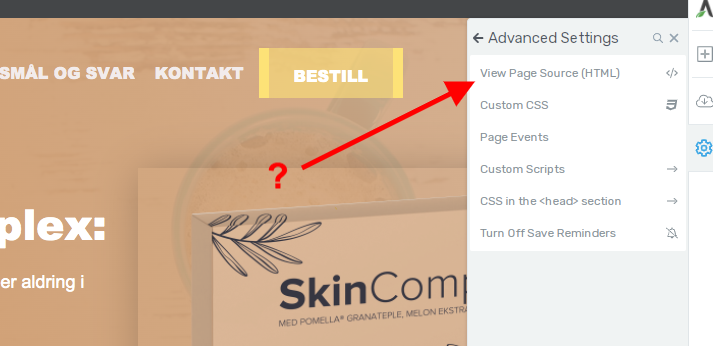 Advanced Settings
SMÅL OG SVAR KONTAKT BESTILL
View Page Source (HTML)
Custom CSS
Page Events
?
Custom Scripts
CSS in the <head> section
plex:
Turn Off Save Reminders
er aldring i
SkinComp
MED POMELLA® GRANATEPLE, MELON EKSTRA